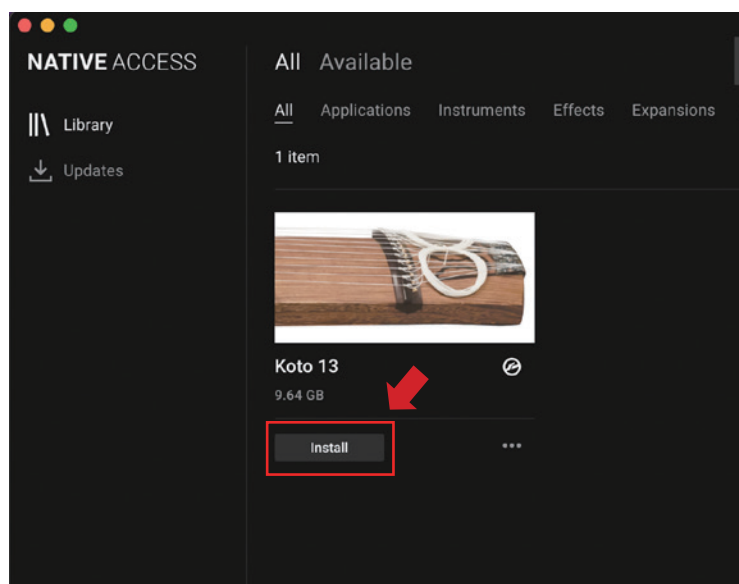 NATIVE ACCESS
Library
Updates
All Available
All Applications Instruments Effects Expansions
1 item
Koto 13
9.64 GB
Install